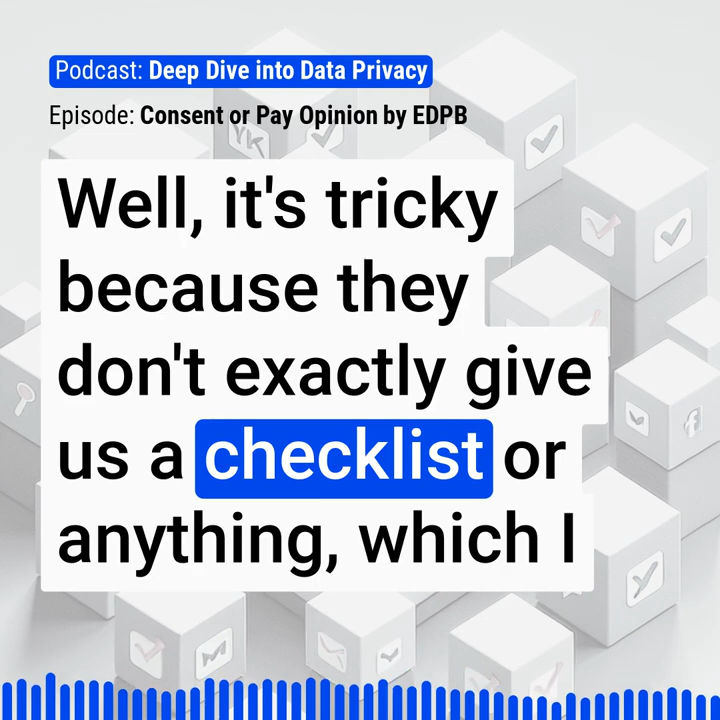 Podcast: Deep Dive into Data Privacy
Episode: Consent or Pay Opinion by EDPB
Well, it's tricky
because they
don't exactly give
us a checklist or
anything, which I